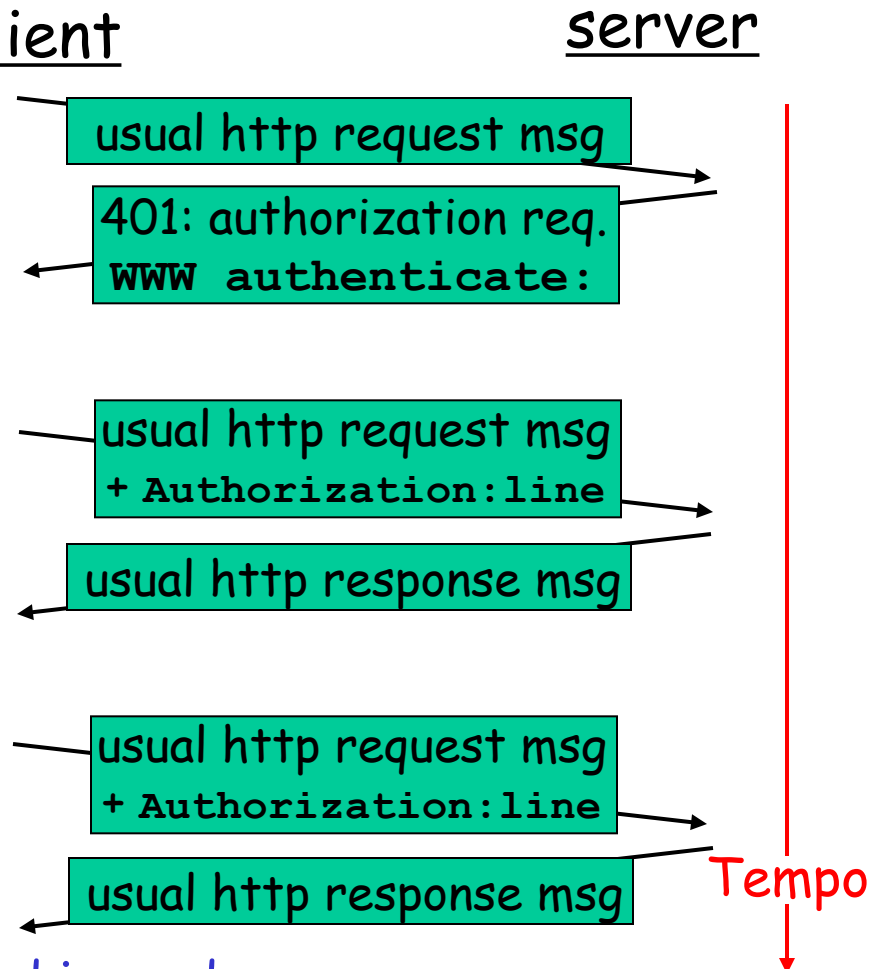 ient
server
usual http request msg
401: authorization req.
WWW authenticate:
usual http request msg
+ Authorization:line
usual http response msg
usual http request msg
+ Authorization:line
usual http response msg
Tempo